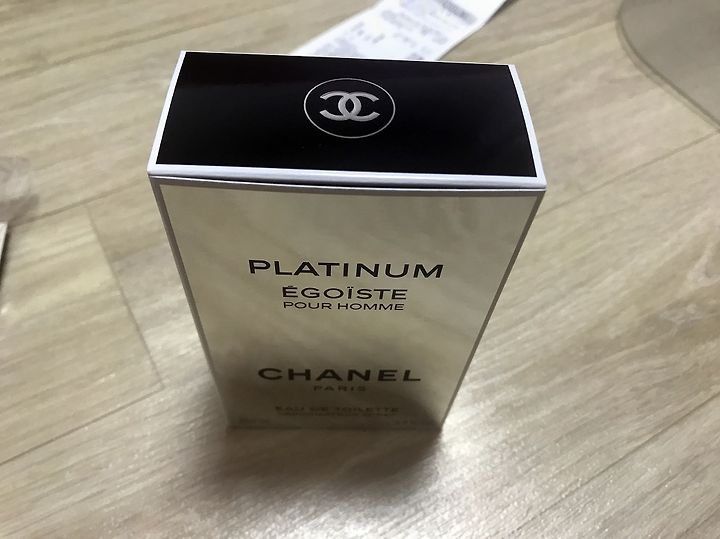 PLATINUM
ÉGOÏSTE
POUR HOMME
CHANEL
PARIS
EAU DE TOILETTE